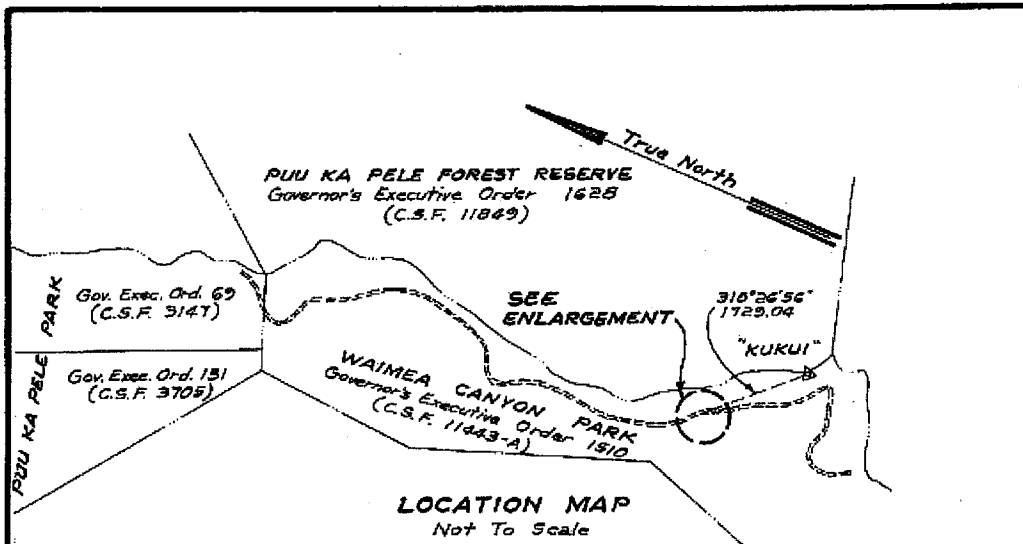 True North
PUU KA PELE FOREST RESERVE
Governor's Executive Order 1628
(C.S.F. 11849)
PUU KA PELE PARK
Gov. Exec. Ord. 69
(C.S.F. 3147)
Gov. Exec. Ord. 131
(C.S.F. 3705)
SEE
ENLARGEMENT
310°26'56"
1729.04
"KUKUI"
WAIMEA CANYON PARK
Governor's Executive Order 1510
(C.S.F. 11443-A)
LOCATION MAP
Not To Scale